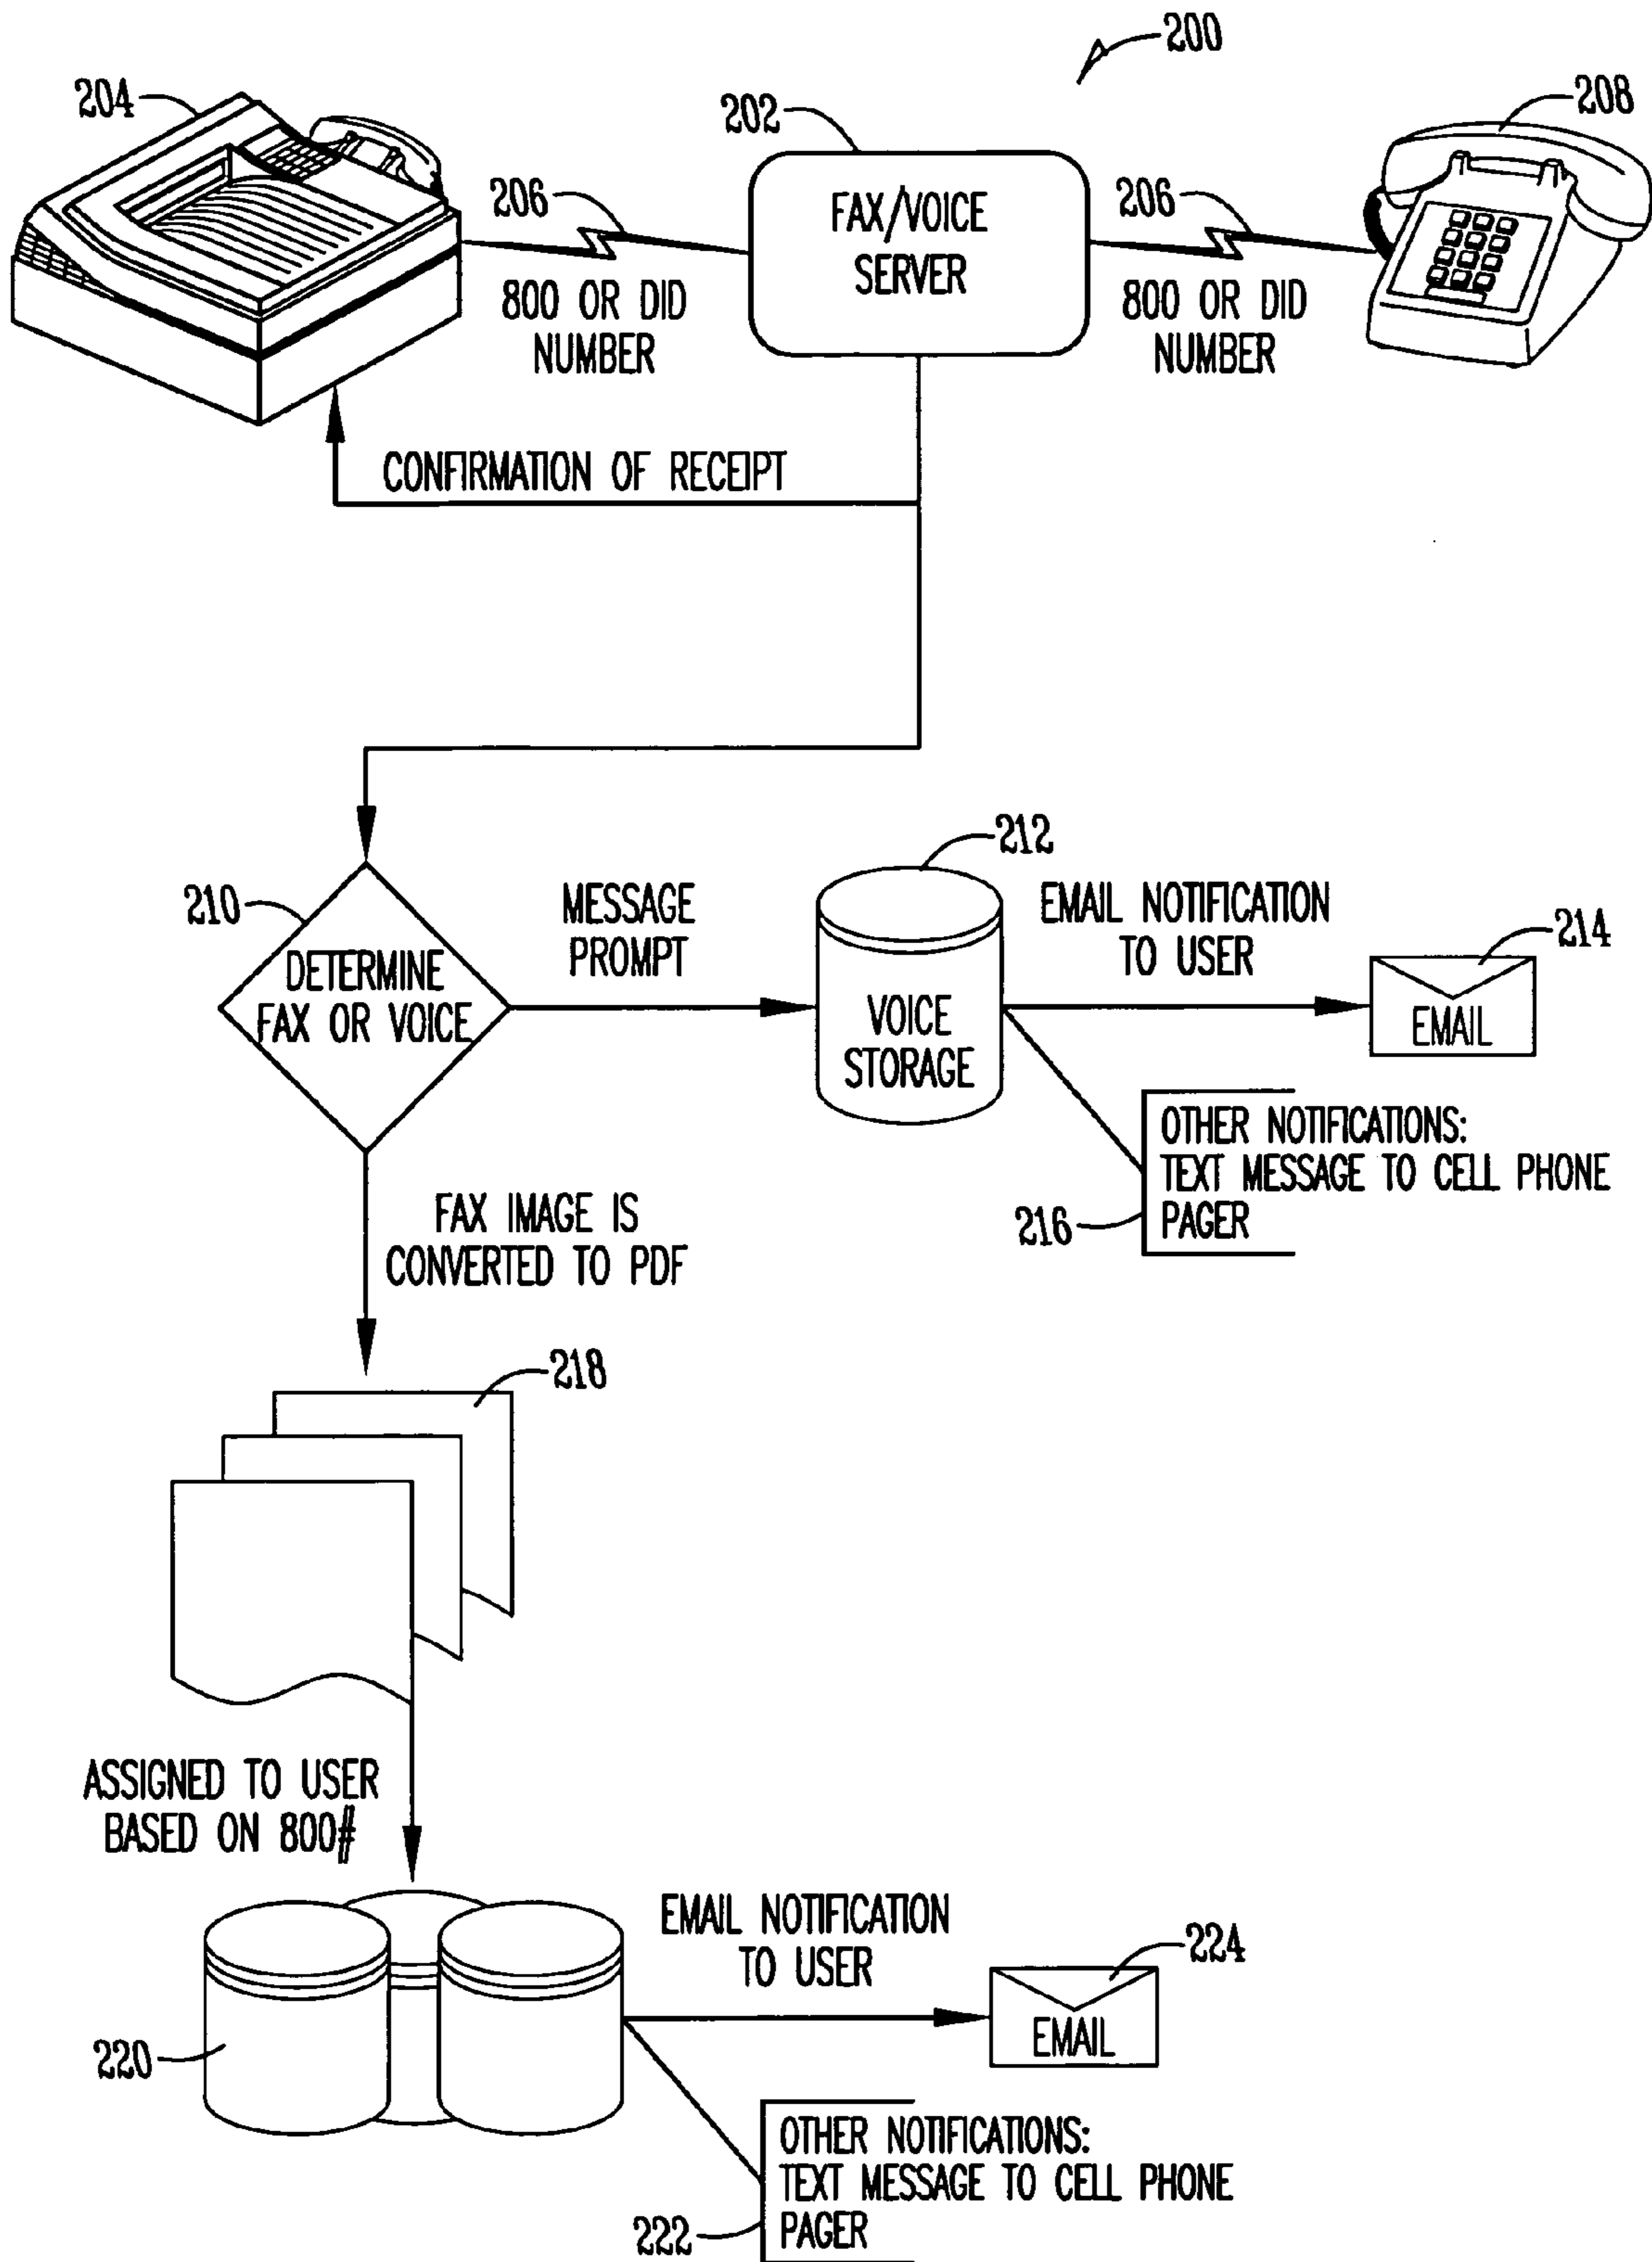 200
204
202
208
206
FAX/VOICE
SERVER
206
800 OR DID
NUMBER
800 OR DID
NUMBER
CONFIRMATION OF RECEIPT
212
210
MESSAGE
PROMPT
EMAIL NOTIFICATION
TO USER
214
DETERMINE
FAX OR VOICE
VOICE
STORAGE
EMAIL
OTHER NOTIFICATIONS:
TEXT MESSAGE TO CELL PHONE
PAGER
216
FAX IMAGE IS
CONVERTED TO PDF
218
ASSIGNED TO USER
BASED ON 800#
EMAIL NOTIFICATION
TO USER
224
EMAIL
220
OTHER NOTIFICATIONS:
TEXT MESSAGE TO CELL PHONE
PAGER
222